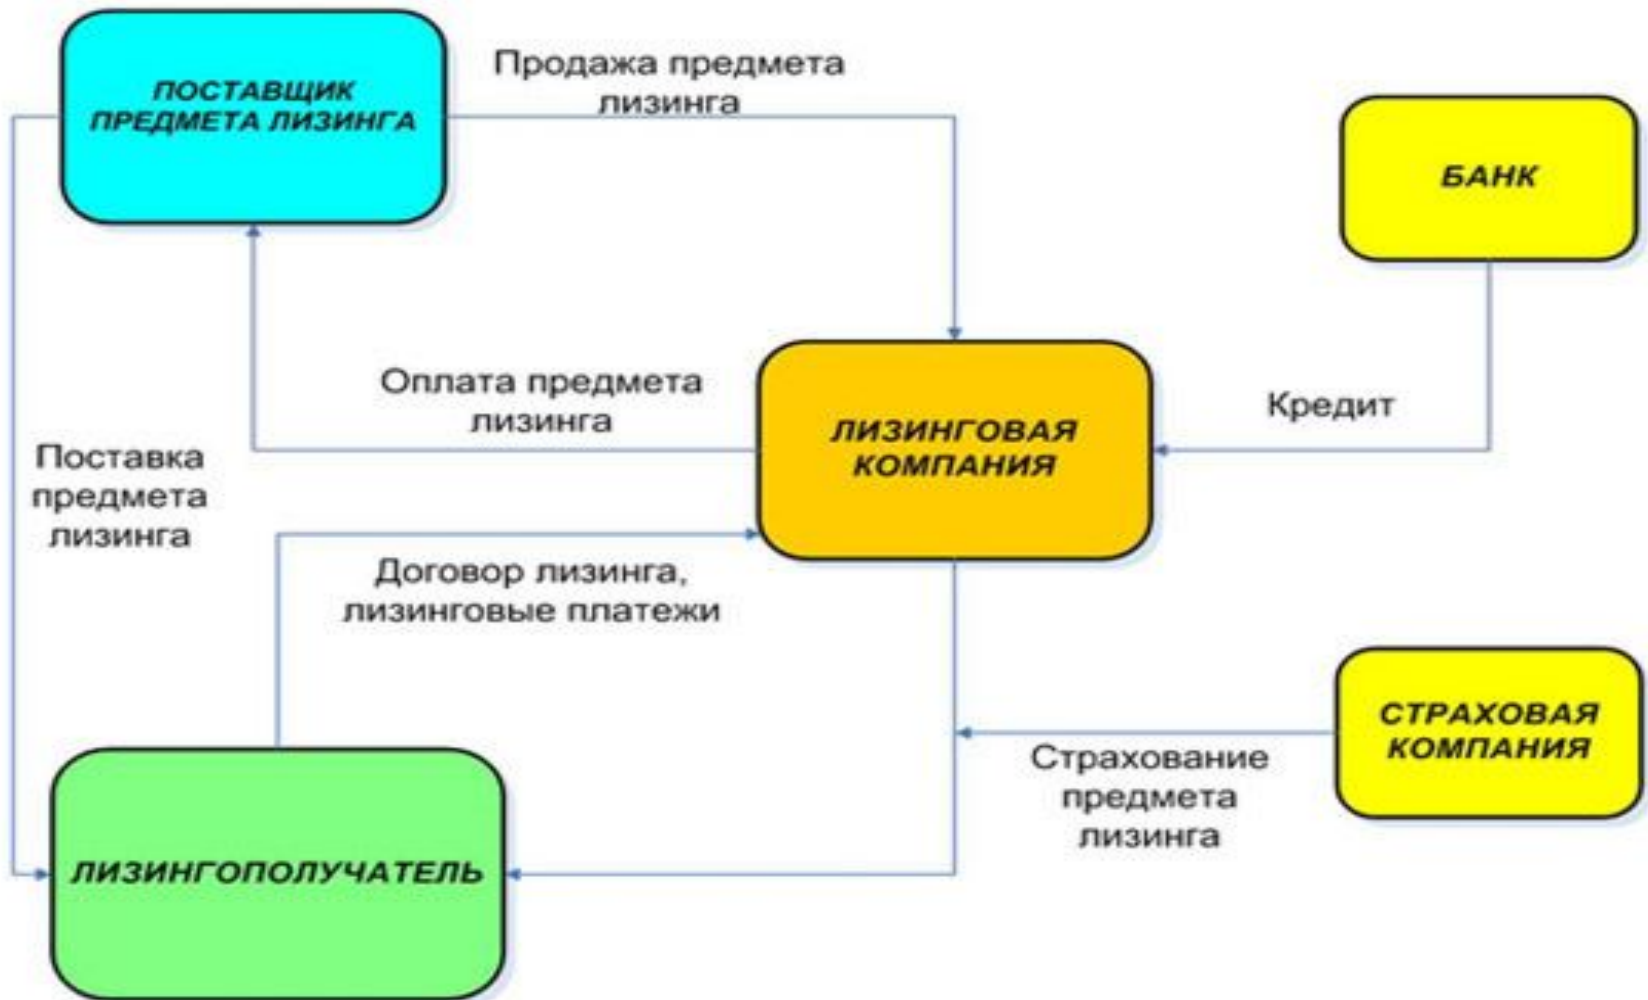 ПОСТАВЩИК
ПРЕДМЕТА ЛИЗИНГА
Продажа предмета
лизинга
БАНК
Оплата предмета
лизинга
ЛИЗИНГОВАЯ
КОМПАНИЯ
Кредит
Поставка
предмета
лизинга
Договор лизинга,
лизинговые платежи
СТРАХОВАЯ
КОМПАНИЯ
Страхование
предмета
лизинга
ЛИЗИНГОПОЛУЧАТЕЛЬ